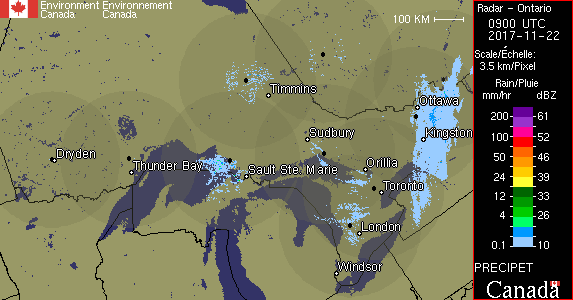 Environment Environnement
Canada Canada
100 KM
Timmins
Ottawa
Sudbury
Kingston
Dryden
Thunder Bay
Sault Ste. Marie
Orillia
Toronto
London
Windsor
Radar - Ontario
0900 UTC
2017-11-22
Scale/Échelle:
3.5 km/Pixel
Rain/Pluie
mm/hr dBZ
200 61
100 52
50 46
24 39
12 33
4 26
0.1 10
PRECIPET
Canada